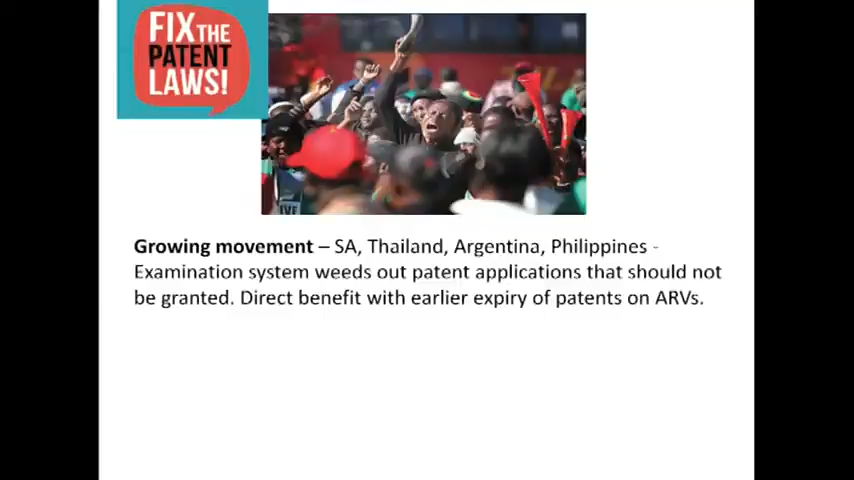 FIX THE
PATENT
LAWS!
Growing movement – SA, Thailand, Argentina, Philippines -
Examination system weeds out patent applications that should not
be granted. Direct benefit with earlier expiry of patents on ARVs.